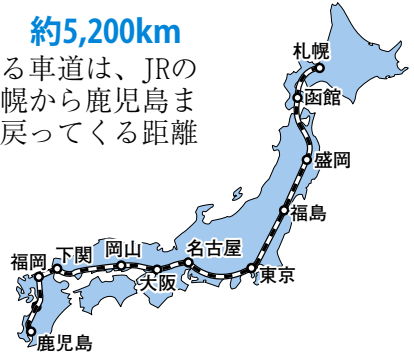 約5,200km
る車道は、JRの
幌から鹿児島ま
戻ってくる距離
札幌
函館
盛岡
福島
東京
名古屋
大阪
岡山
下関
福岡
鹿児島